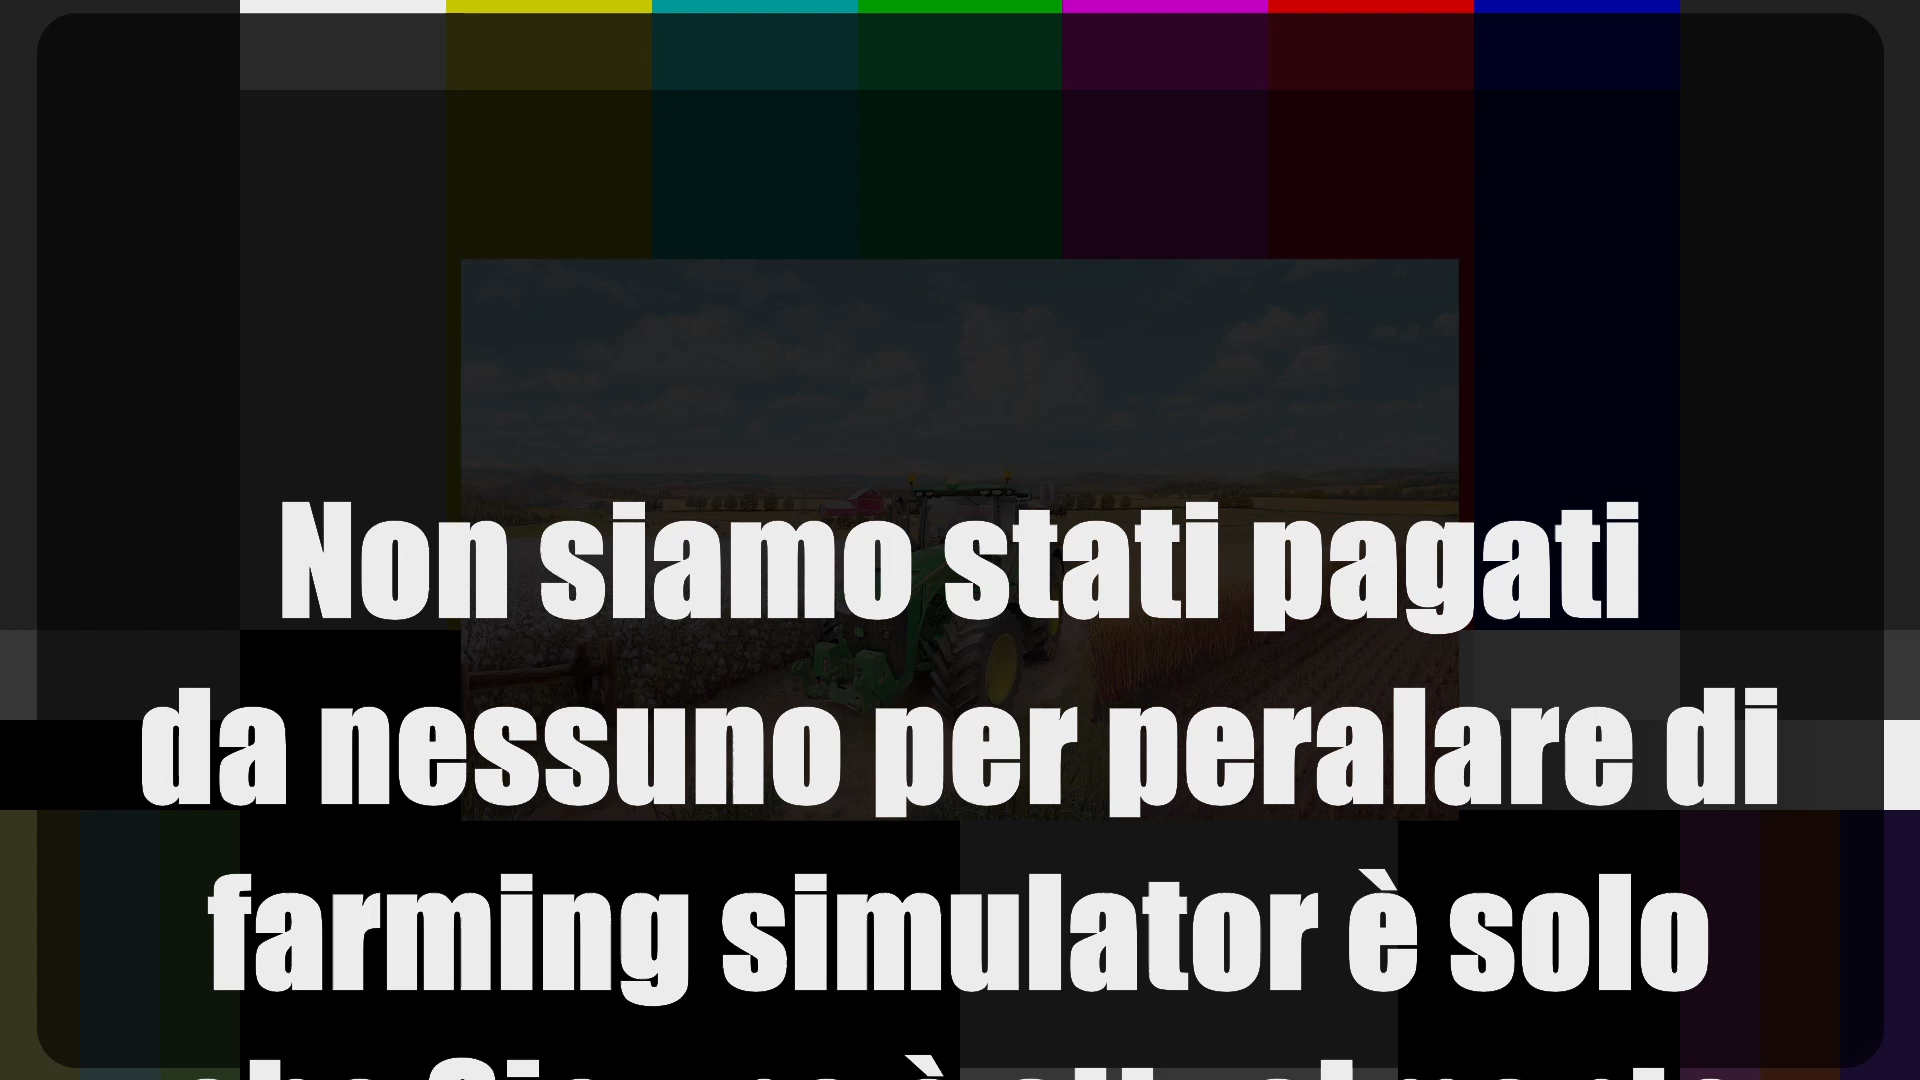 Non siamo stati pagati
da nessuno per peralare di
farming simulator è solo